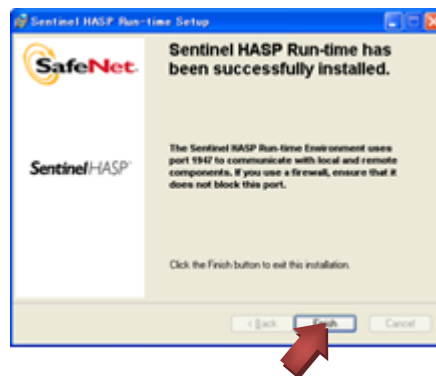 Sentinel HASP Run-time Setup
SafeNet.
Sentinel HASP Run-time has
been successfully installed.
SentinelHASP
The Sentinel HASP Run-time Environment uses
port 1947 to communicate with local and remote
components. If you use a firewall, ensure that it
does not block this port.
Click the Finish button to exit this installation.
< Back
Finish
Cancel